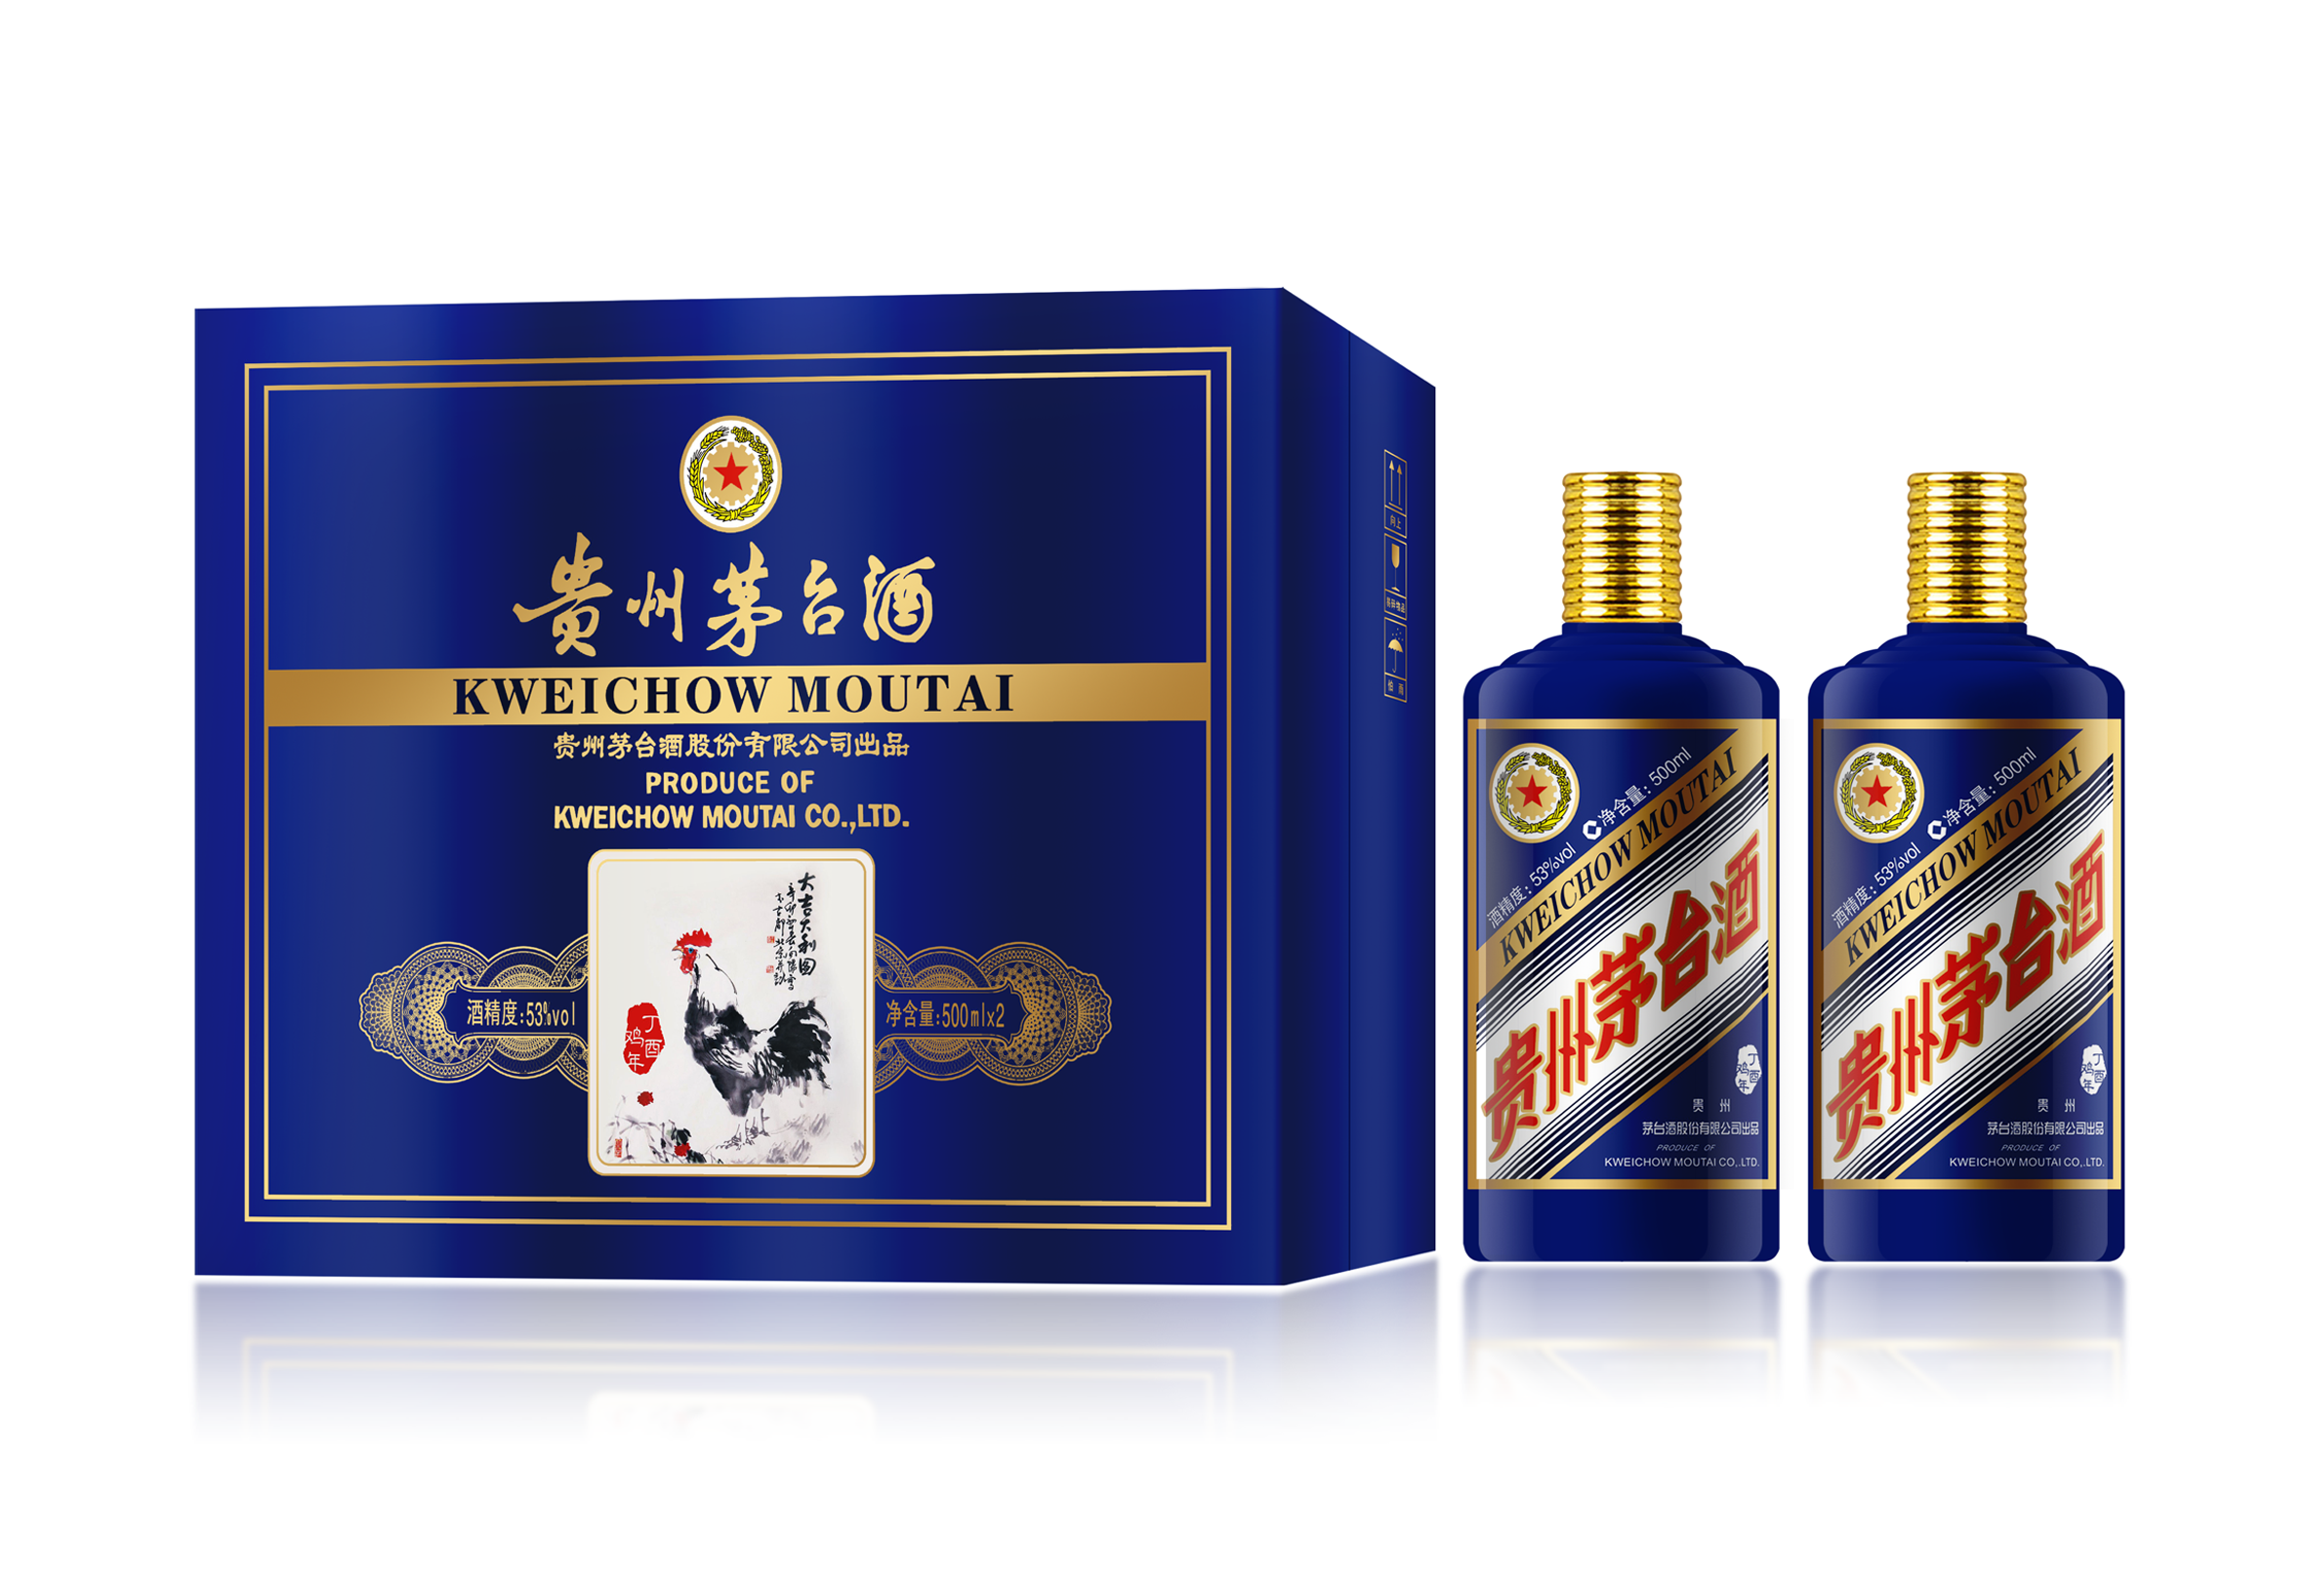 贵州茅台酒
KWEICHOW MOUTAI
贵州茅台酒股份有限公司出品
PRODUCE OF
KWEICHOW MOUTAI CO.,LTD.
大吉大利图
丁酉
鸡年
酒精度:53%vol
净含量:500mlx2
向上
怕雨
酒精度：53%vol
净含量：500ml
KWEICHOW MOUTAI
贵州茅台酒
丁酉
鸡年
贵州
茅台酒股份有限公司出品
PRODUCE OF
KWEICHOW MOUTAI CO.,LTD.
酒精度：53%vol
净含量：500ml
KWEICHOW MOUTAI
贵州茅台酒
丁酉
鸡年
贵州
茅台酒股份有限公司出品
PRODUCE OF
KWEICHOW MOUTAI CO.,LTD.